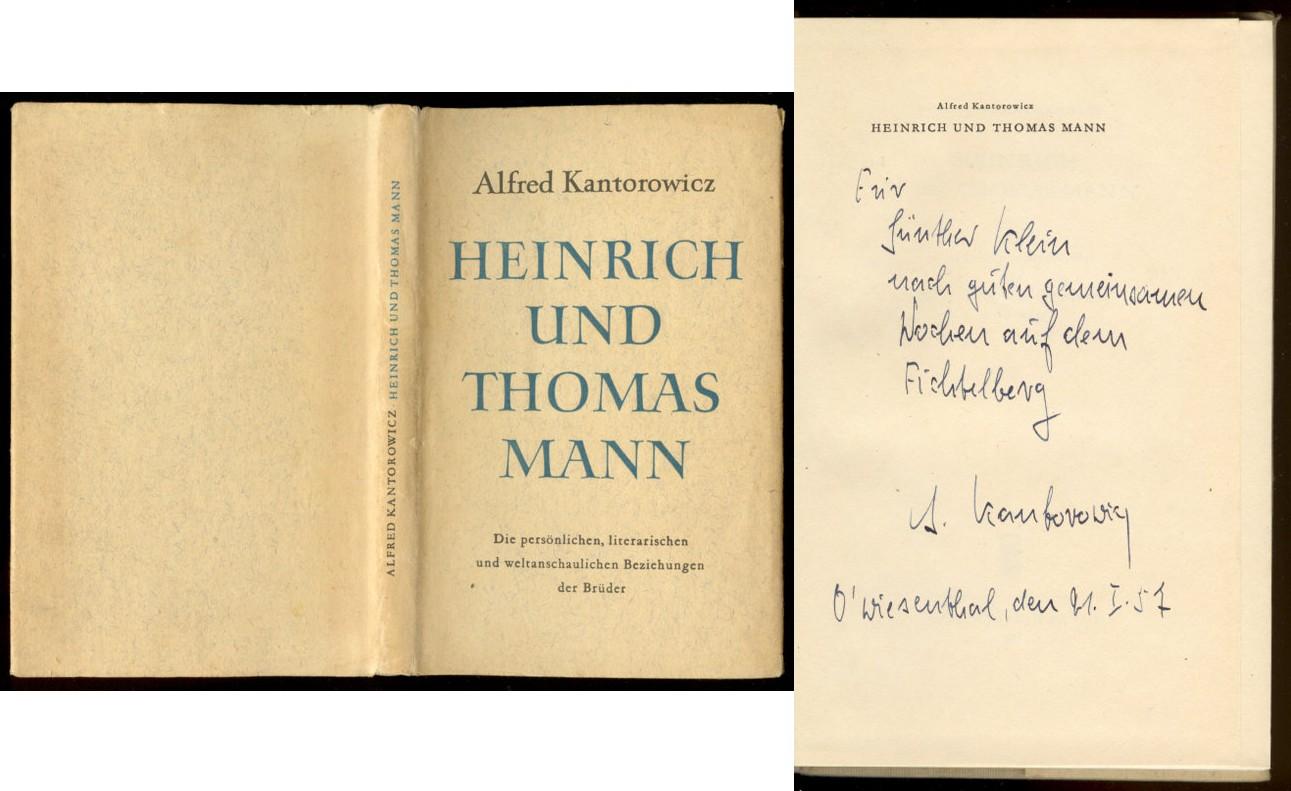 ALFRED KANTOROWICZ HEINRICH UND THOMAS MANN
Alfred Kantorowicz
HEINRICH
UND
THOMAS
MANN
Die persönlichen, literarischen
und weltanschaulichen Beziehungen
der Brüder
Alfred Kantorowicz
HEINRICH UND THOMAS MANN
Für
Günther Klein
nach guten gemeinsamen
Wochen auf dem
Fichtelberg
A. Kantorowicz
O'Wiesenthal, den 21. I. 57